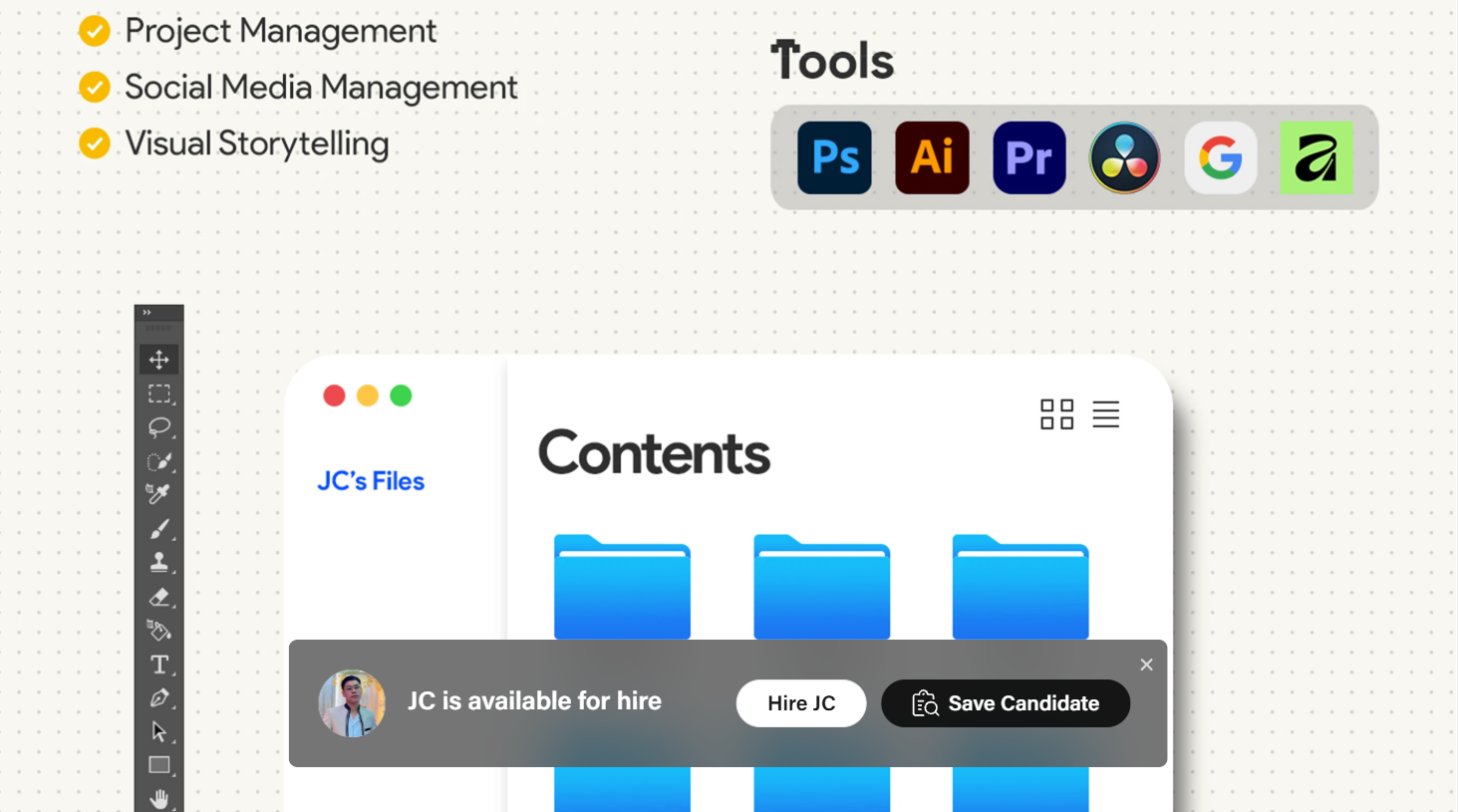 Project Management
Social Media Management
Visual Storytelling
Tools
Ps Ai Pr G a
JC's Files
Contents
T
JC is available for hire
Hire JC
Save Candidate